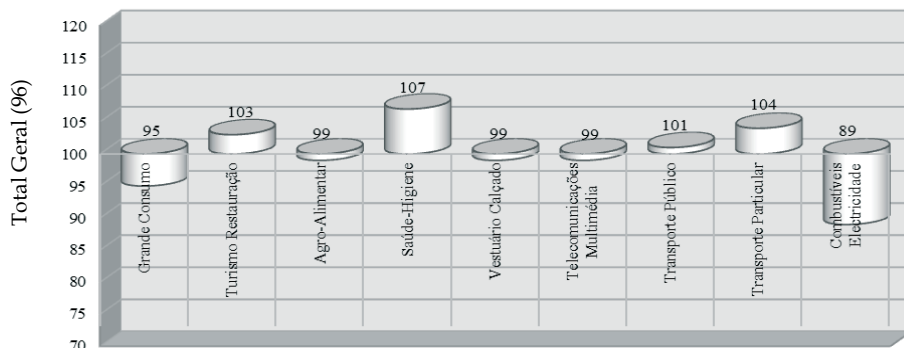 Total Geral (96)
120
115
110
105
100
95
90
85
80
75
70
95
103
99
107
99
99
101
104
89
Grande Consumo
Turismo Restauração
Agro-Alimentar
Saúde-Higiene
Vestuário Calçado
Telecomunicações
Multimédia
Transporte Público
Transporte Particular
Combustíveis
Electricidade